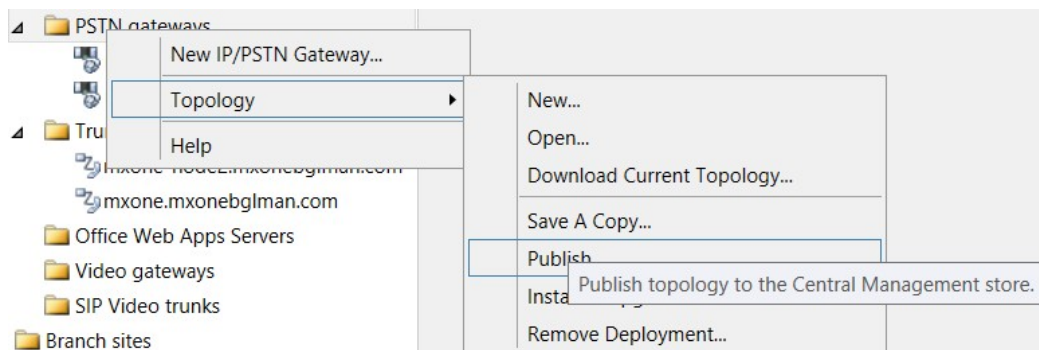 PSTN gateways
New IP/PSTN Gateway...
Topology
New...
Tru
Open...
Help
Download Current Topology...
mxone.mxonebglman.com
Save A Copy...
Office Web Apps Servers
Publish
Video gateways
Publish topology to the Central Management store.
Insta
SIP Video trunks
Remove Deployment...
Branch sites